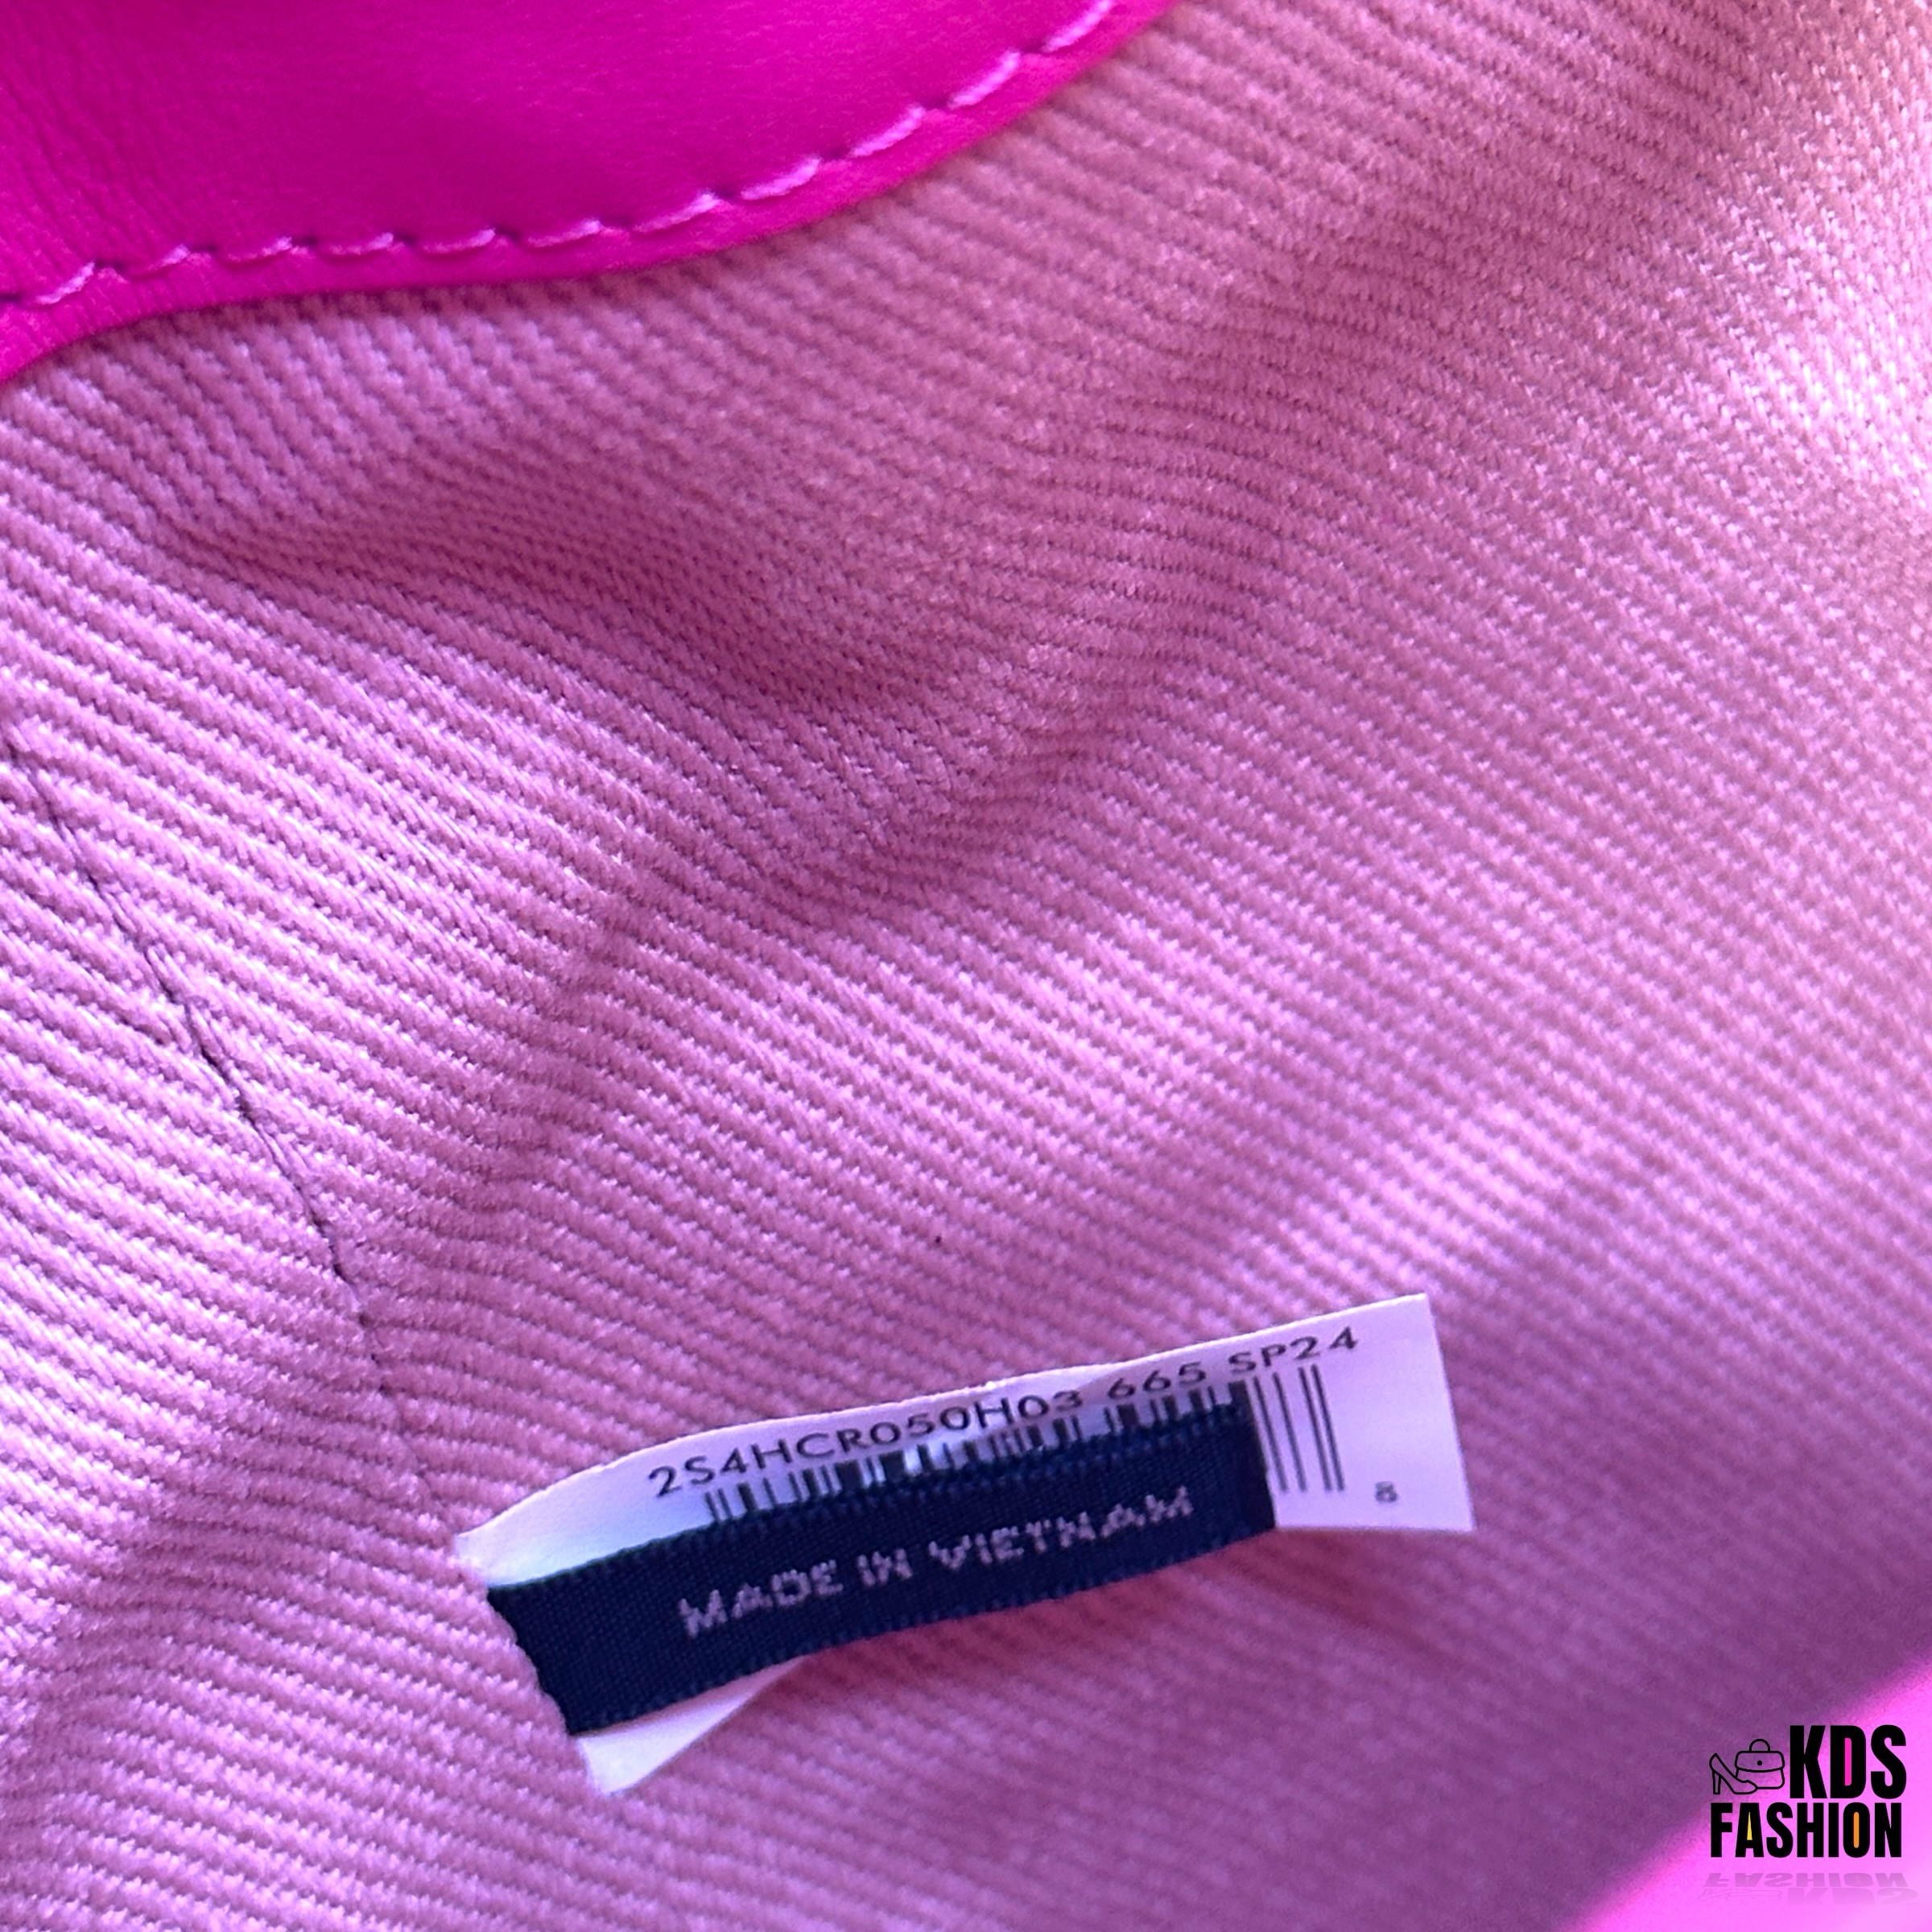 2S4HCR050H03 665 SP24
8
MADE IN VIETNAM
KDS
FASHION